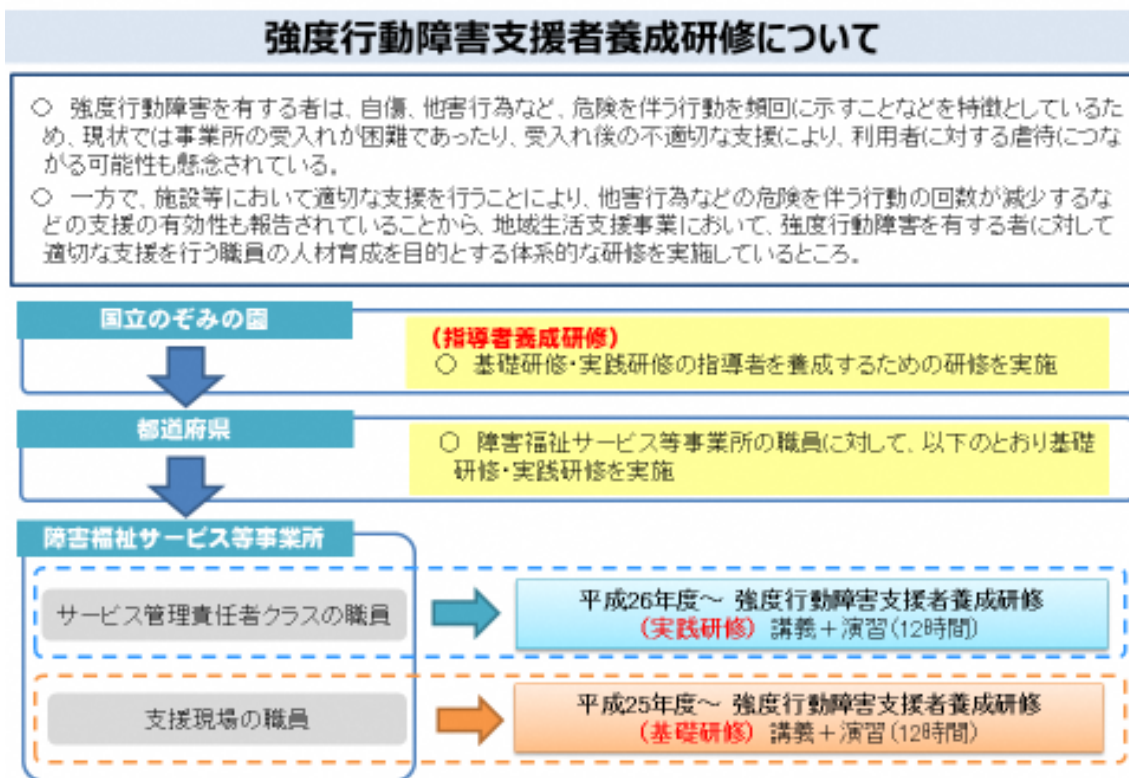 強度行動障害支援者養成研修について
○ 強度行動障害を有する者は、自傷、他害行為など、危険を伴う行動を頻回に示すことなどを特徴としているた
め、現状では事業所の受入れが困難であったり、受入れ後の不適切な支援により、利用者に対する虐待につな
がる可能性も懸念されている。
○ 一方で、施設等において適切な支援を行うことにより、他害行為などの危険を伴う行動の回数が減少するな
どの支援の有効性も報告されていることから、地域生活支援事業において、強度行動障害を有する者に対して
適切な支援を行う職員の人材育成を目的とする体系的な研修を実施しているところ。
国立のぞみの園
(指導者養成研修)
○ 基礎研修・実践研修の指導者を養成するための研修を実施
都道府県
○ 障害福祉サービス等事業所の職員に対して、以下のとおり基礎
研修・実践研修を実施
障害福祉サービス等事業所
サービス管理責任者クラスの職員
平成26年度~ 強度行動障害支援者養成研修
(実践研修) 講義+演習(12時間)
支援現場の職員
平成25年度~ 強度行動障害支援者養成研修
(基礎研修) 講義+演習(12時間)